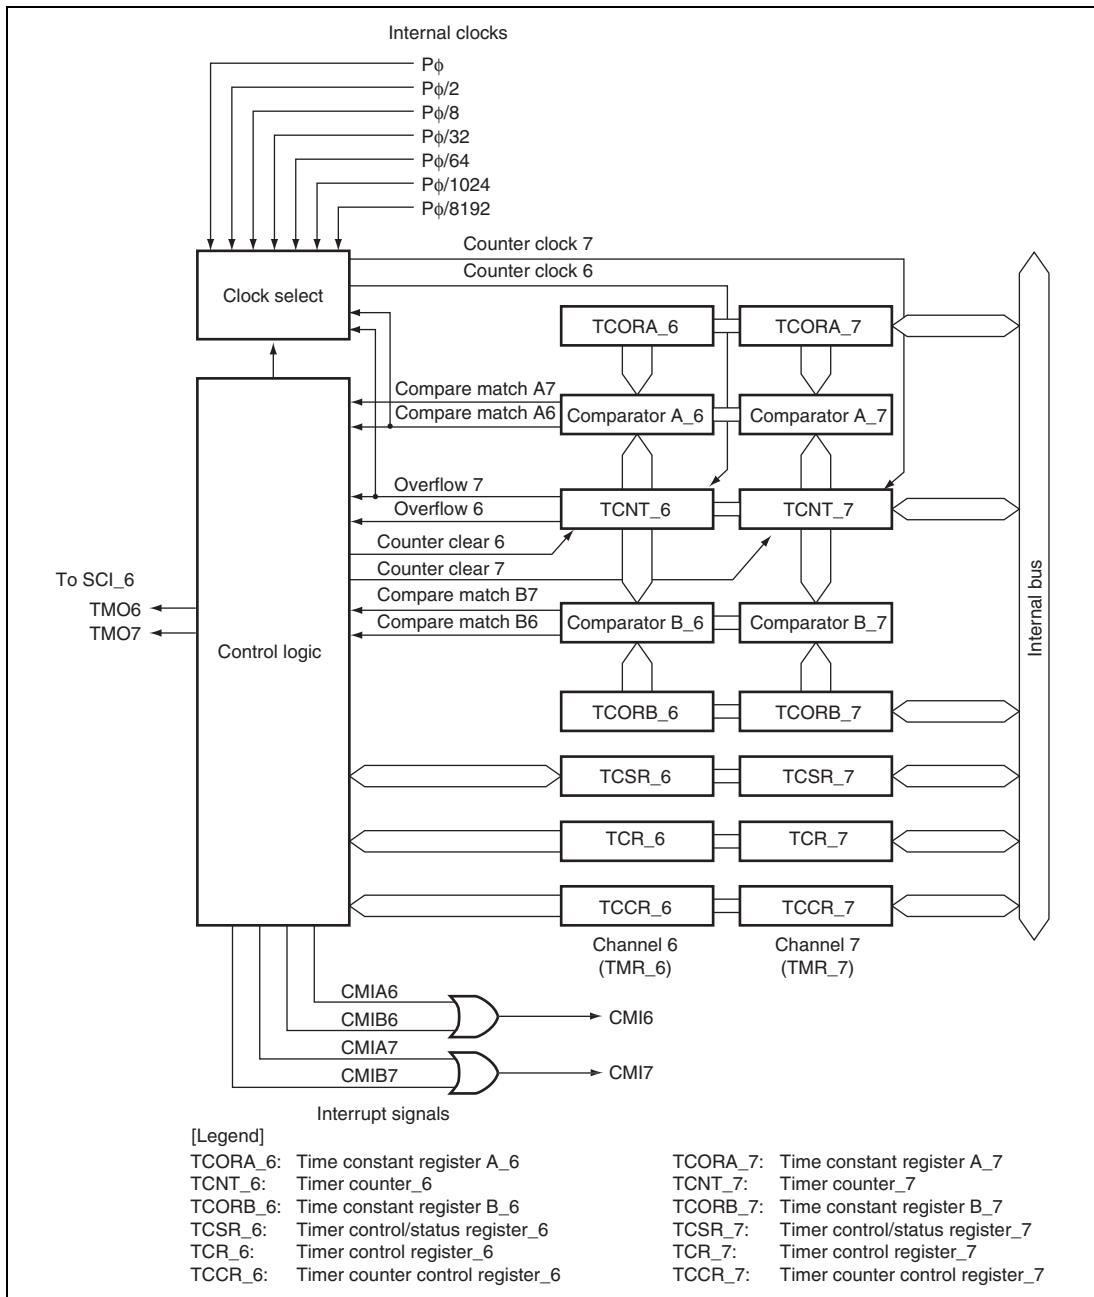 Internal clocks
Pϕ
Pϕ/2
Pϕ/8
Pϕ/32
Pϕ/64
Pϕ/1024
Pϕ/8192
Counter clock 7
Counter clock 6
Clock select
TCORA_6
TCORA_7
Compare match A7
Compare match A6
Comparator A_6
Comparator A_7
Overflow 7
Overflow 6
TCNT_6
TCNT_7
Counter clear 6
Counter clear 7
To SCI_6
TMO6
TMO7
Compare match B7
Compare match B6
Comparator B_6
Comparator B_7
Control logic
Internal bus
TCORB_6
TCORB_7
TCSR_6
TCSR_7
TCR_6
TCR_7
TCCR_6
TCCR_7
Channel 6
(TMR_6)
Channel 7
(TMR_7)
CMIA6
CMIB6
CMI6
CMIA7
CMIB7
CMI7
Interrupt signals
[Legend]
TCORA_6: Time constant register A_6
TCNT_6: Timer counter_6
TCORB_6: Time constant register B_6
TCSR_6: Timer control/status register_6
TCR_6: Timer control register_6
TCCR_6: Timer counter control register_6
TCORA_7: Time constant register A_7
TCNT_7: Timer counter_7
TCORB_7: Time constant register B_7
TCSR_7: Timer control/status register_7
TCR_7: Timer control register_7
TCCR_7: Timer counter control register_7